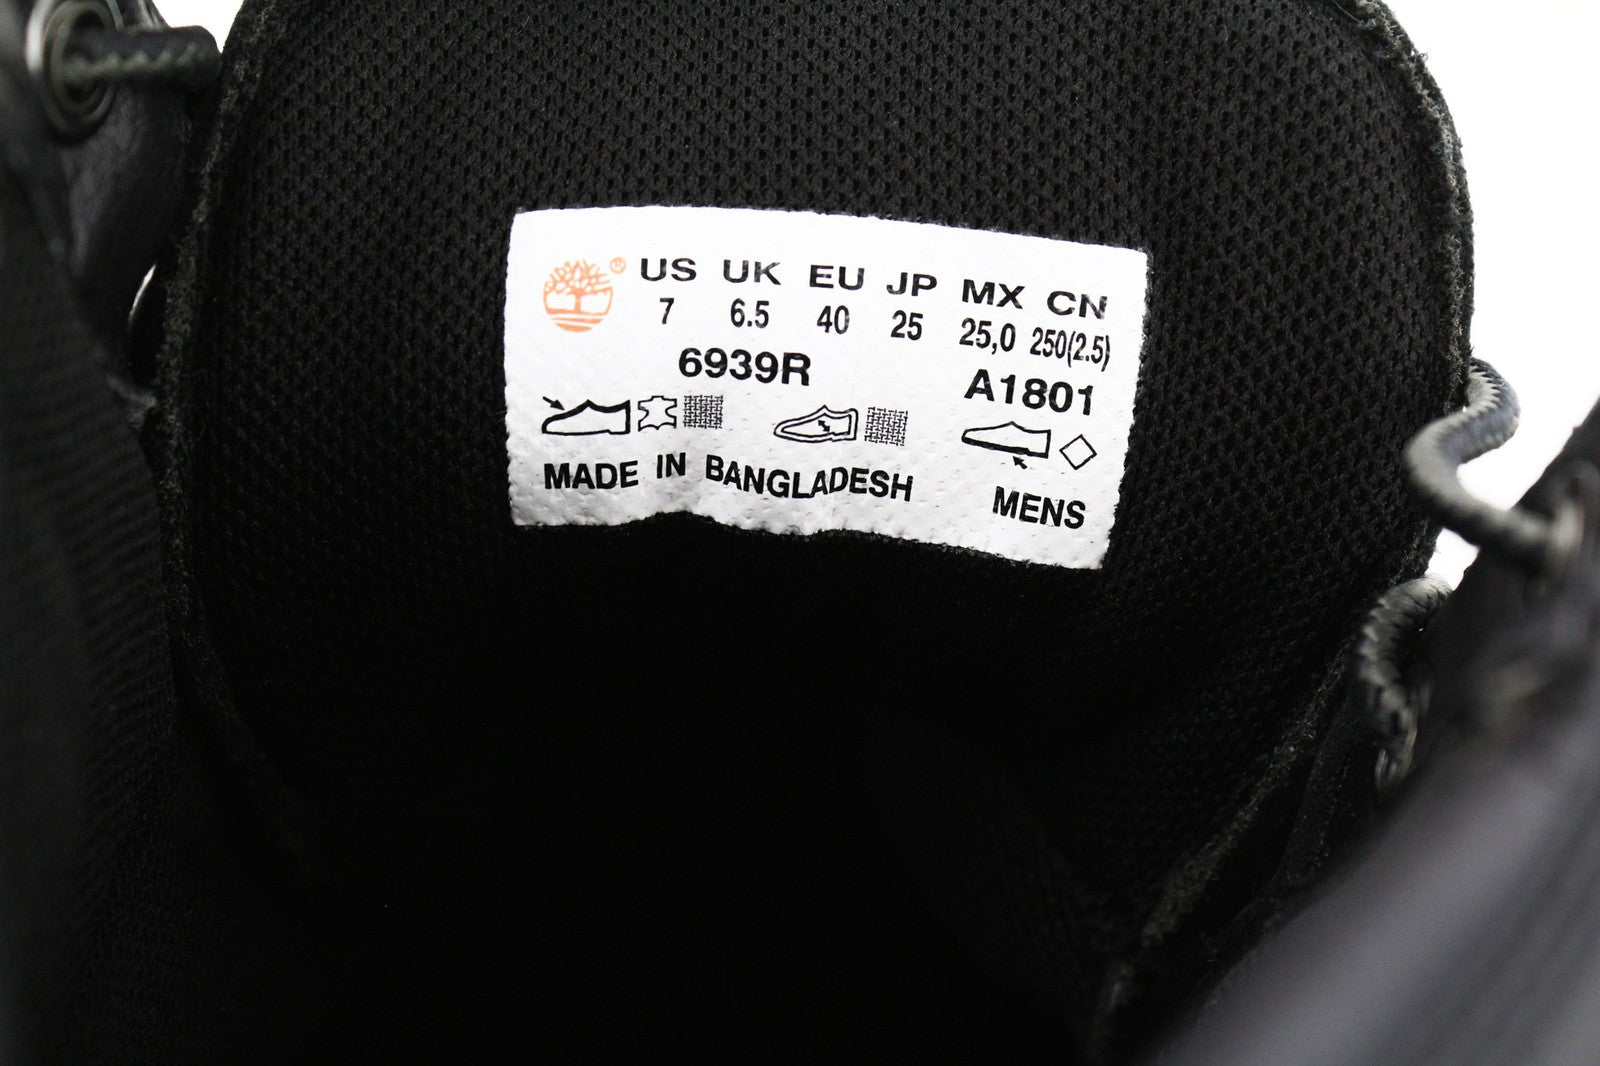 ® US UK EU JP MX CN
7 6.5 40 25 25,0 250(2.5)
6939R A1801
MADE IN BANGLADESH MENS